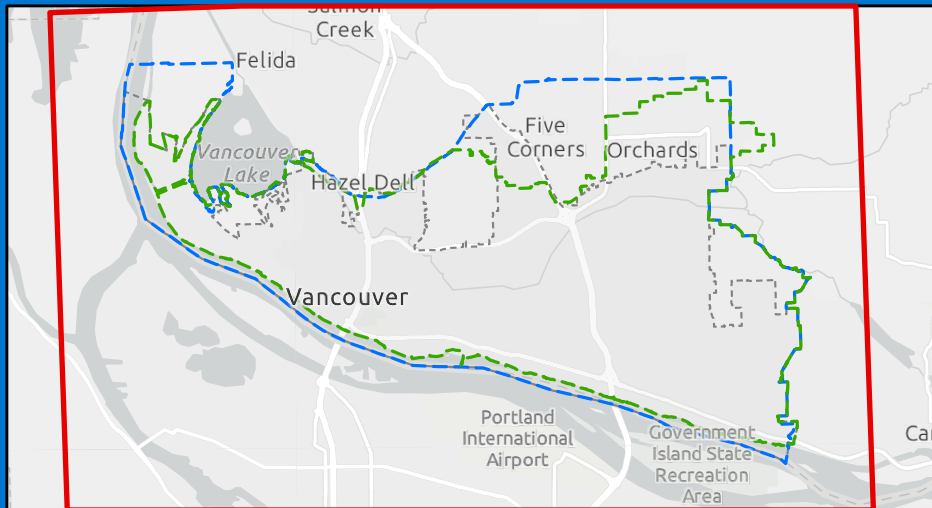 Salmon
Creek
Felida
Five
Corners
Orchards
Vancouver
Lake
Hazel Dell
Vancouver
Portland
International
Airport
Government
Island State
Recreation
Area
Ca